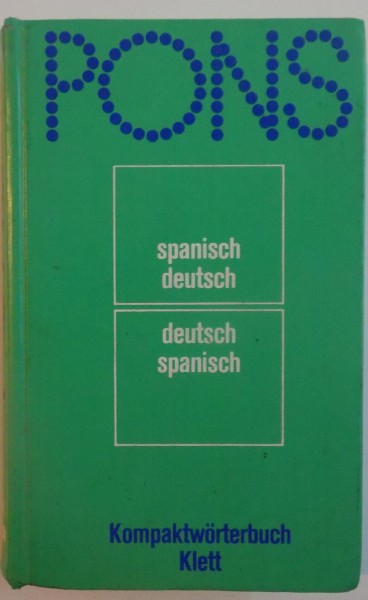 PONS
spanisch
deutsch
deutsch
spanisch
Kompaktwörterbuch
Klett